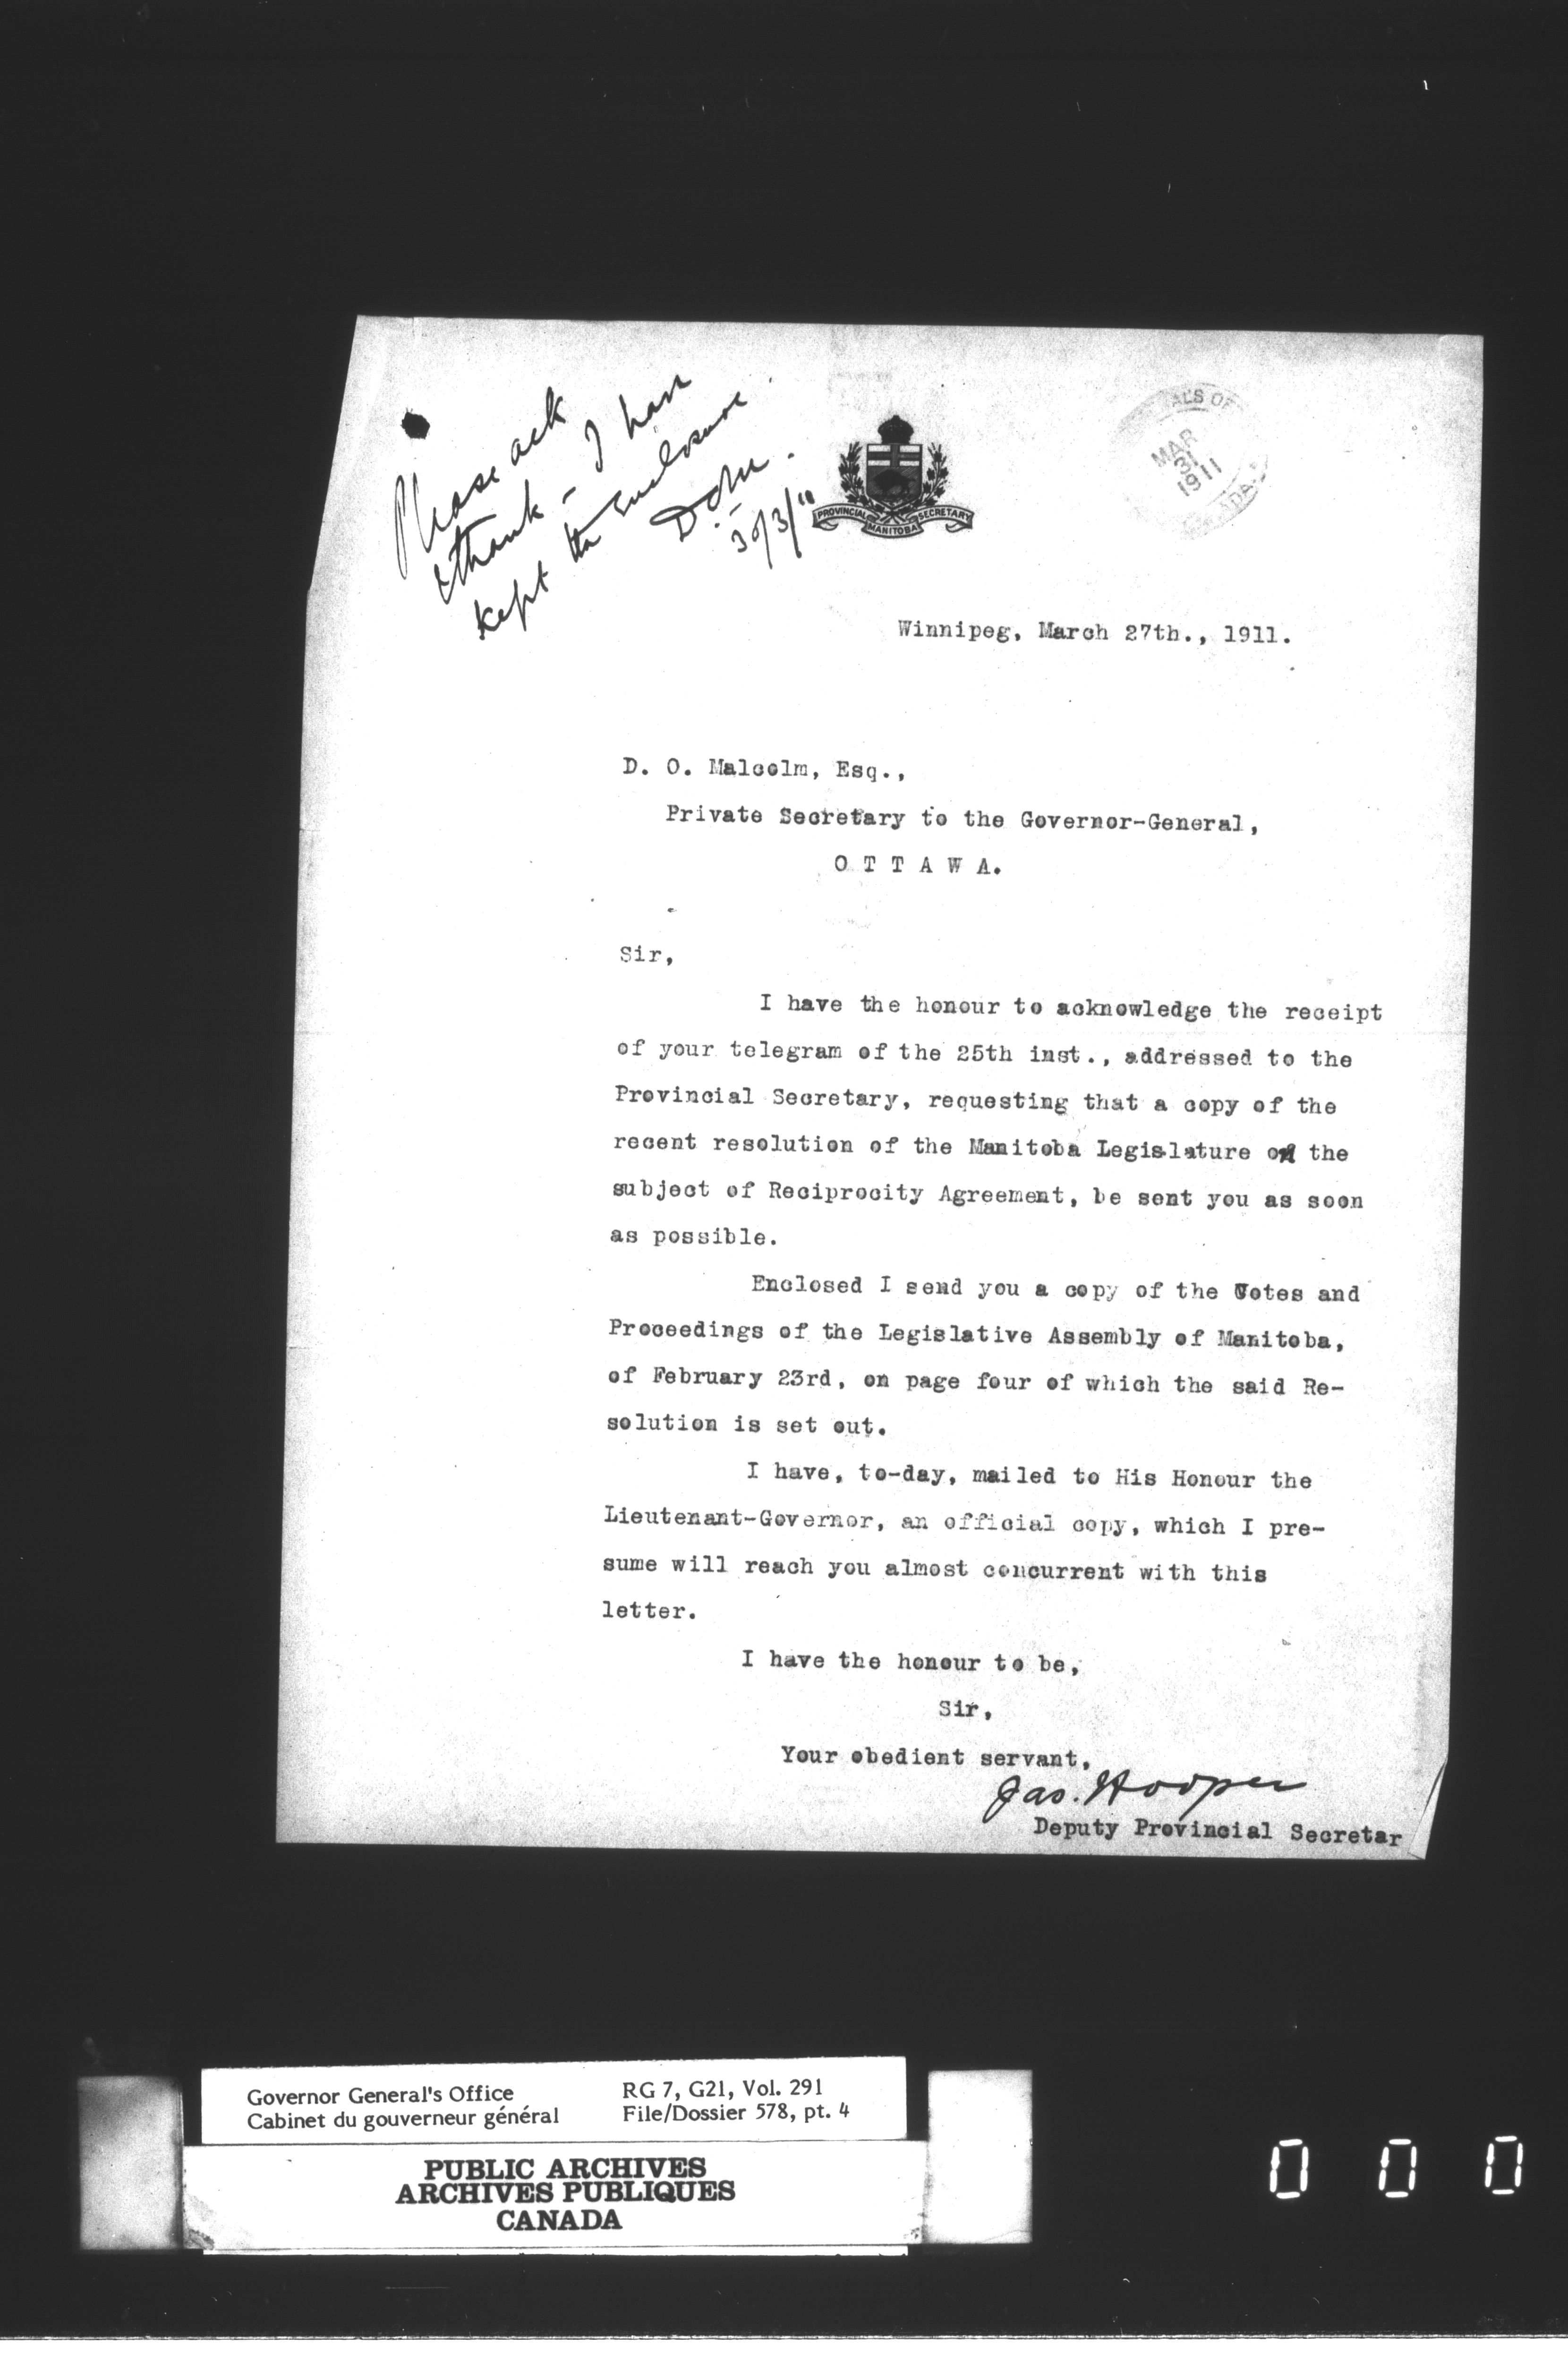 Please ack
& thank – I have
kept the enclosure.
D.O.M.
30/3/11
PROVINCIAL SECRETARY
MANITOBA
ALS OF
MAR
31
1911
ADA
Winnipeg, March 27th., 1911.
D. O. Malcolm, Esq.,
Private Secretary to the Governor-General,
O T T A W A.
Sir,
I have the honour to acknowledge the receipt
of your telegram of the 25th inst., addressed to the
Provincial Secretary, requesting that a copy of the
recent resolution of the Manitoba Legislature on the
subject of Reciprocity Agreement, be sent you as soon
as possible.
Enclosed I send you a copy of the Votes and
Proceedings of the Legislative Assembly of Manitoba,
of February 23rd, on page four of which the said Re-
solution is set out.
I have, to-day, mailed to His Honour the
Lieutenant-Governor, an official copy, which I pre-
sume will reach you almost concurrent with this
letter.
I have the honour to be,
Sir,
Your obedient servant,
Jas. Hooper
Deputy Provincial Secretar
Governor General's Office
Cabinet du gouverneur général
RG 7, G21, Vol. 291
File/Dossier 578, pt. 4
PUBLIC ARCHIVES
ARCHIVES PUBLIQUES
CANADA
0 0 0